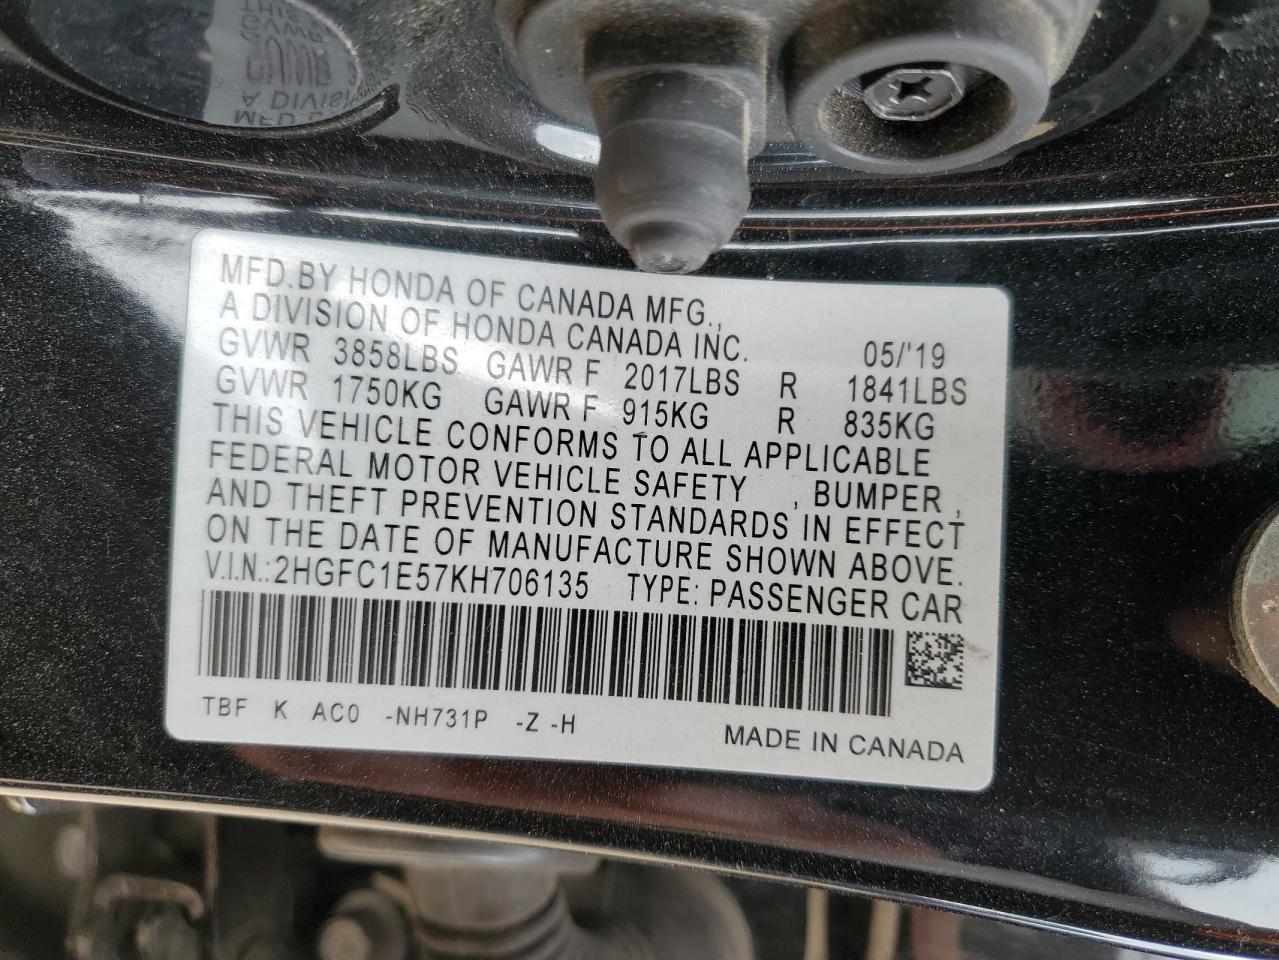 MFD.BY HONDA OF CANADA MFG.,
A DIVISION OF HONDA CANADA INC. 05/'19
GVWR 3858LBS GAWR F 2017LBS R 1841LBS
GVWR 1750KG GAWR F 915KG R 835KG
THIS VEHICLE CONFORMS TO ALL APPLICABLE
FEDERAL MOTOR VEHICLE SAFETY , BUMPER ,
AND THEFT PREVENTION STANDARDS IN EFFECT
ON THE DATE OF MANUFACTURE SHOWN ABOVE.
V.I.N.:2HGFC1E57KH706135 TYPE: PASSENGER CAR
TBF K AC0 -NH731P -Z -H
MADE IN CANADA